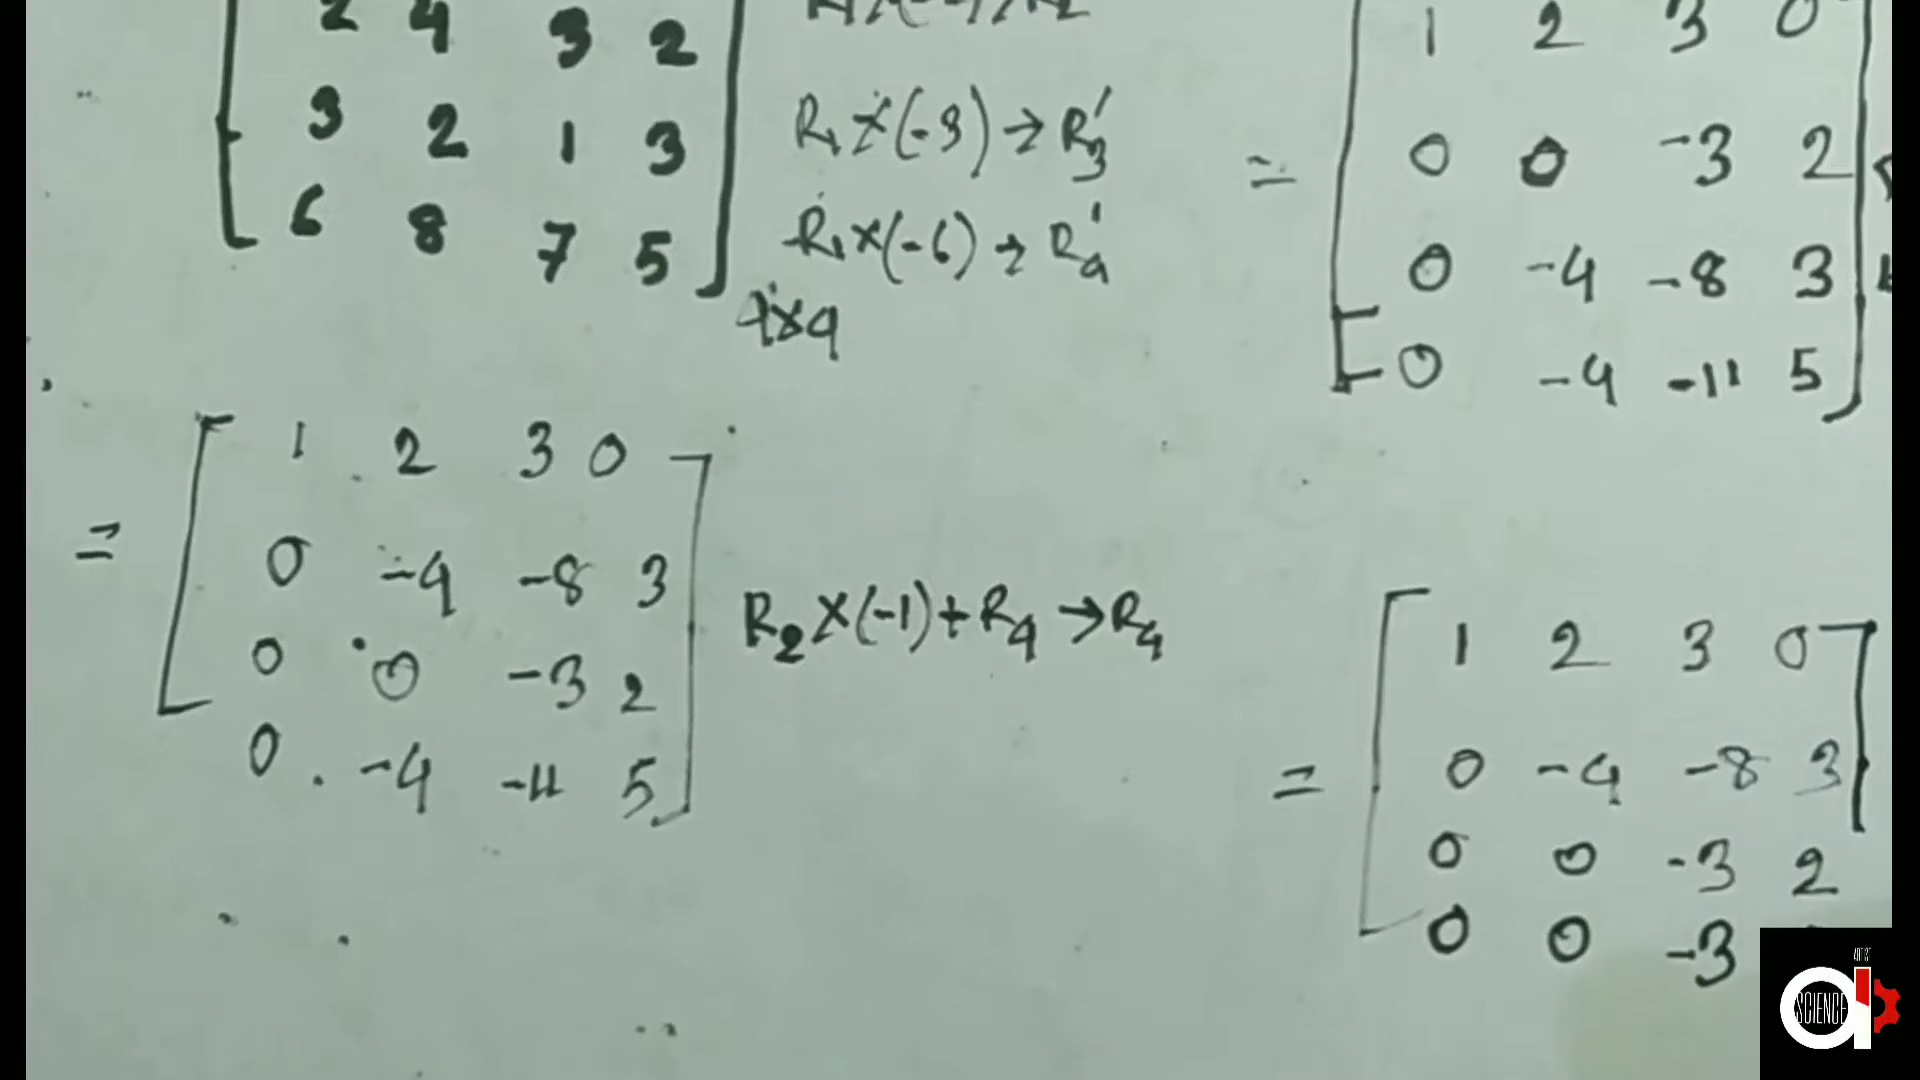 2 4 3 2
3 2 1 3 R1×(-3)→R3'
6 8 7 5 R1×(-6)→R4'
4×4
1 2 3 0
= 0 0 -3 2
0 -4 -8 3
0 -4 -11 5
1 2 3 0
= 0 -4 -8 3
0 0 -3 2
0 -4 -11 5
R2×(-1)+R4→R4
1 2 3 0
= 0 -4 -8 3
0 0 -3 2
0 0 -3
SCIENCE